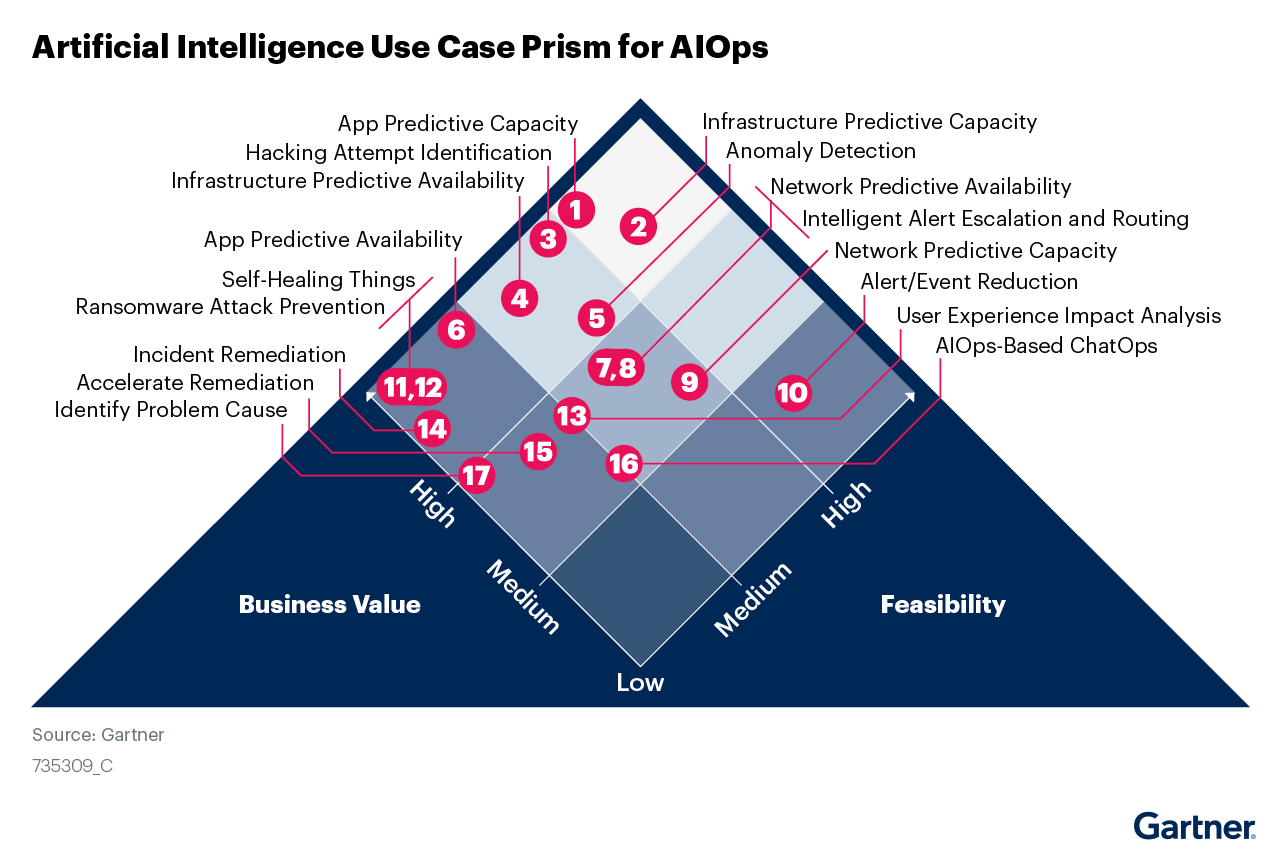 Artificial Intelligence Use Case Prism for AIOps
App Predictive Capacity
Hacking Attempt Identification
Infrastructure Predictive Availability
App Predictive Availability
Self-Healing Things
Ransomware Attack Prevention
Incident Remediation
Accelerate Remediation
Identify Problem Cause
Infrastructure Predictive Capacity
Anomaly Detection
Network Predictive Availability
Intelligent Alert Escalation and Routing
Network Predictive Capacity
Alert/Event Reduction
User Experience Impact Analysis
AIOps-Based ChatOps
1
2
3
4
5
6
7,8
9
10
11,12
13
14
15
16
17
High
Medium
Low
Medium
High
Business Value
Feasibility
Source: Gartner
735309_C
Gartner®